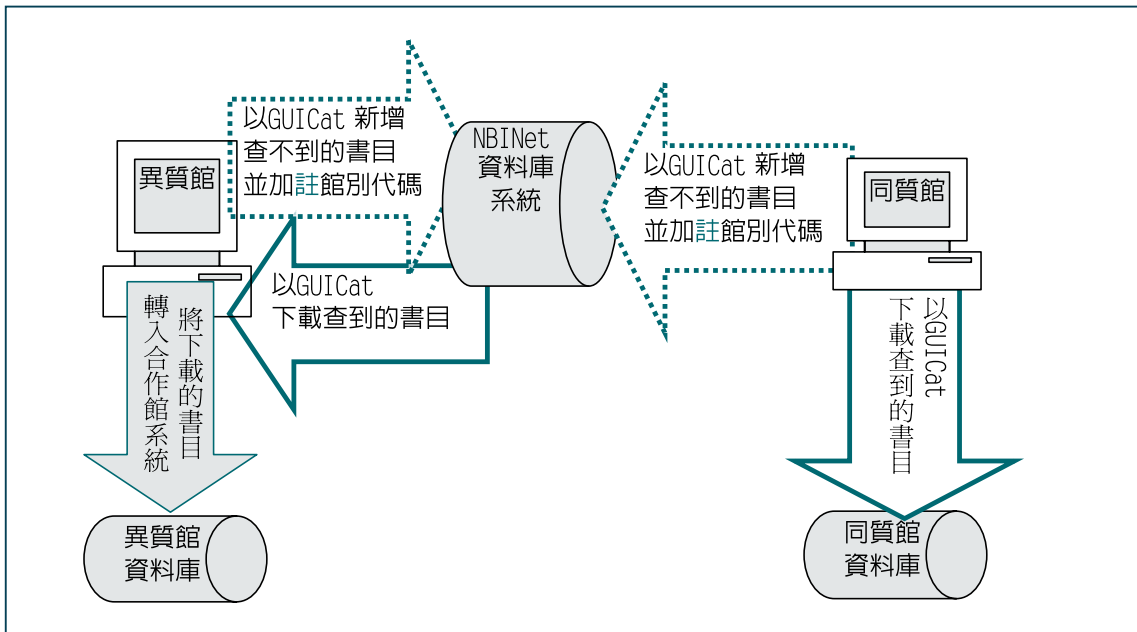 以GUICat 新增
查不到的書目
並加註館別代碼
異質館
NBINet
資料庫
系統
以GUICat 新增
查不到的書目
並加註館別代碼
同質館
以GUICat
下載查到的書目
將下載的書目
轉入合作館系統
以GUICat
下載查到的書目
異質館
資料庫
同質館
資料庫